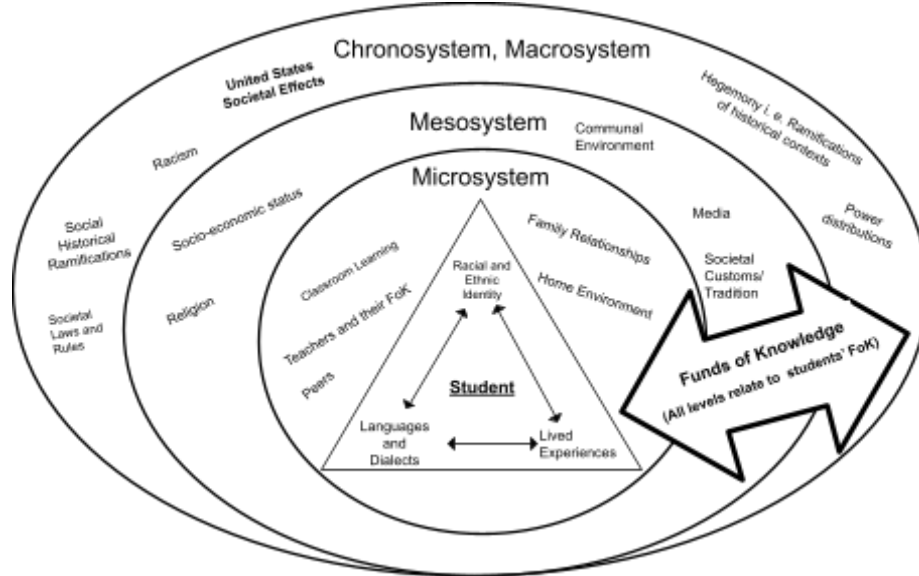 Chronosystem, Macrosystem
United States
Societal Effects
Hegemony i. e. Ramifications
of historical contexts
Racism
Social
Historical
Ramifications
Societal
Laws and
Rules
Power
distributions
Mesosystem
Communal
Environment
Socio-economic status
Religion
Media
Societal
Customs/
Tradition
Microsystem
Classroom Learning
Teachers and their FoK
Peers
Family Relationships
Home Environment
Racial and
Ethnic
Identity
Student
Languages
and
Dialects
Lived
Experiences
Funds of Knowledge
(All levels relate to students' FoK)